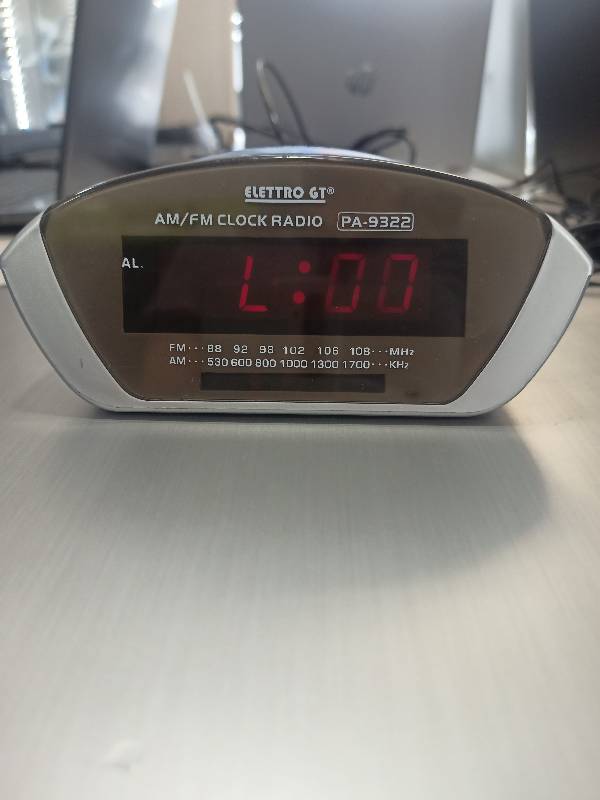 ELETTRO GT®
AM/FM CLOCK RADIO PA-9322
AL.
L:00
FM···88 92 98 102 106 108···MHz
AM···530 600 800 1000 1300 1700···KHz